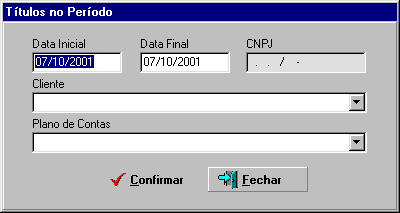 Títulos no Período
Data Inicial Data Final CNPJ
07/10/2001 07/10/2001 . . / -
Cliente
Plano de Contas
Confirmar Fechar